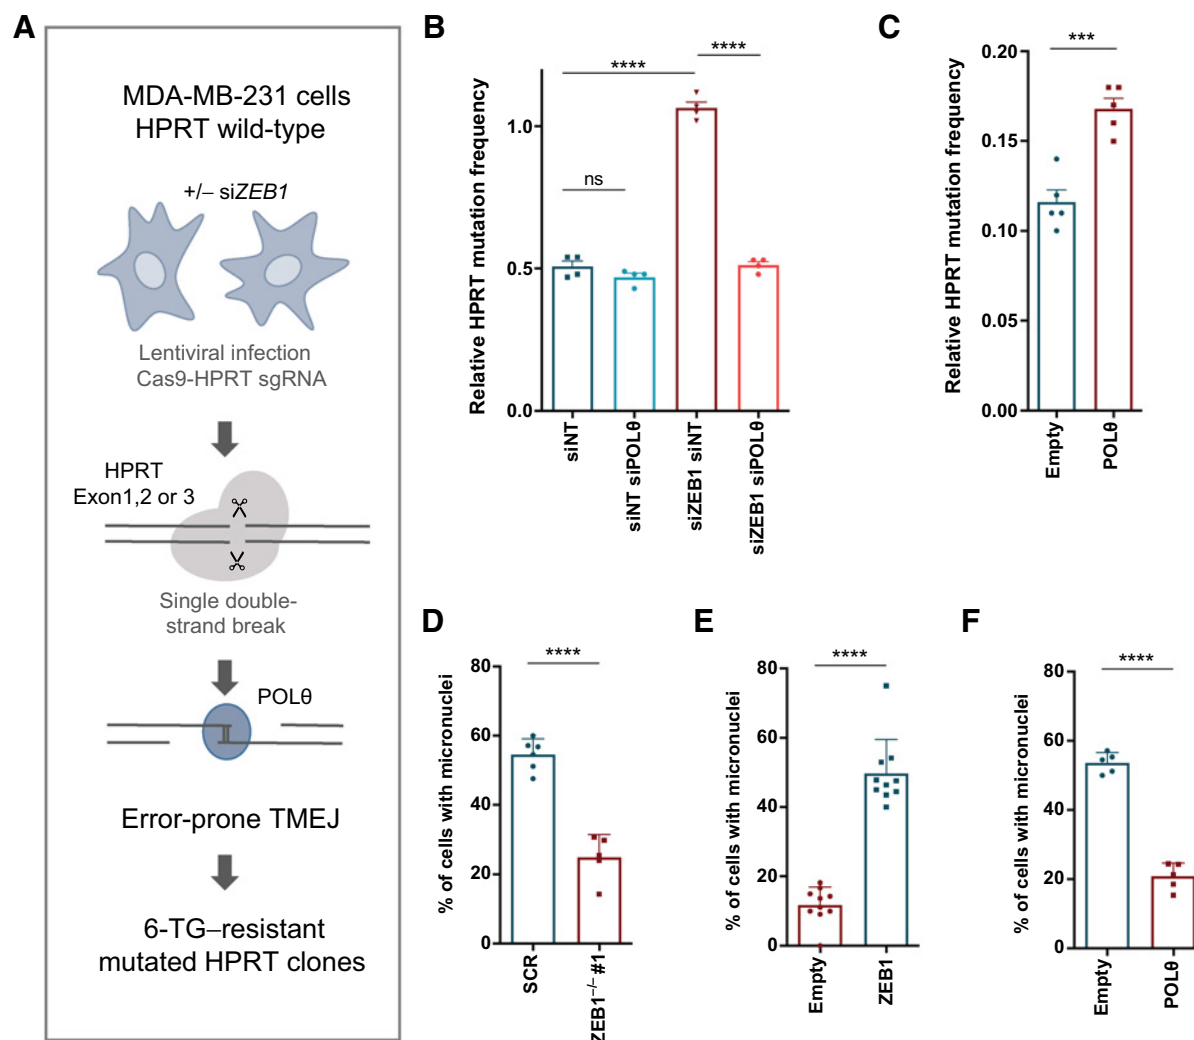 A
MDA-MB-231 cells
HPRT wild-type
+/– siZEB1
Lentiviral infection
Cas9-HPRT sgRNA
HPRT
Exon1,2 or 3
Single double-
strand break
POLθ
Error-prone TMEJ
6-TG–resistant
mutated HPRT clones
B
Relative HPRT mutation frequency
1.0
0.5
0.0
ns
****
****
siNT
siNT siPOLθ
siZEB1 siNT
siZEB1 siPOLθ
C
Relative HPRT mutation frequency
0.20
0.15
0.10
0.05
0.00
***
Empty
POLθ
D
% of cells with micronuclei
80
60
40
20
0
****
SCR
ZEB1–/– #1
E
% of cells with micronuclei
80
60
40
20
0
****
Empty
ZEB1
F
% of cells with micronuclei
80
60
40
20
0
****
Empty
POLθ